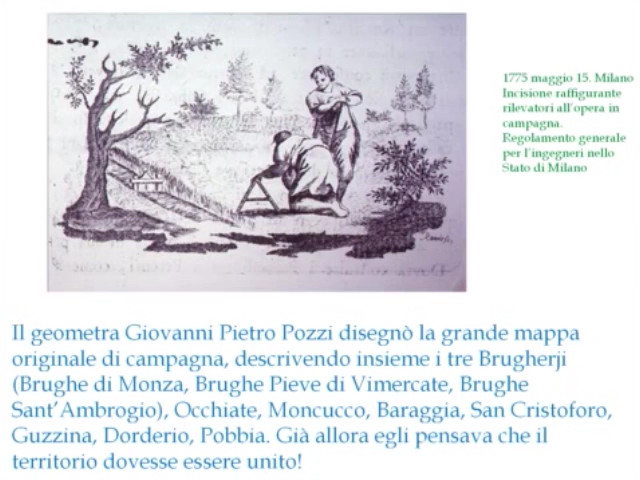 1775 maggio 15. Milano
Incisione raffigurante
rilevatori all'opera in
campagna.
Regolamento generale
per l'ingegneri nello
Stato di Milano
Il geometra Giovanni Pietro Pozzi disegnò la grande mappa
originale di campagna, descrivendo insieme i tre Brugherji
(Brughe di Monza, Brughe Pieve di Vimercate, Brughe
Sant'Ambrogio), Occhiate, Moncucco, Baraggia, San Cristoforo,
Guzzina, Dorderio, Pobbia. Già allora egli pensava che il
territorio dovesse essere unito!